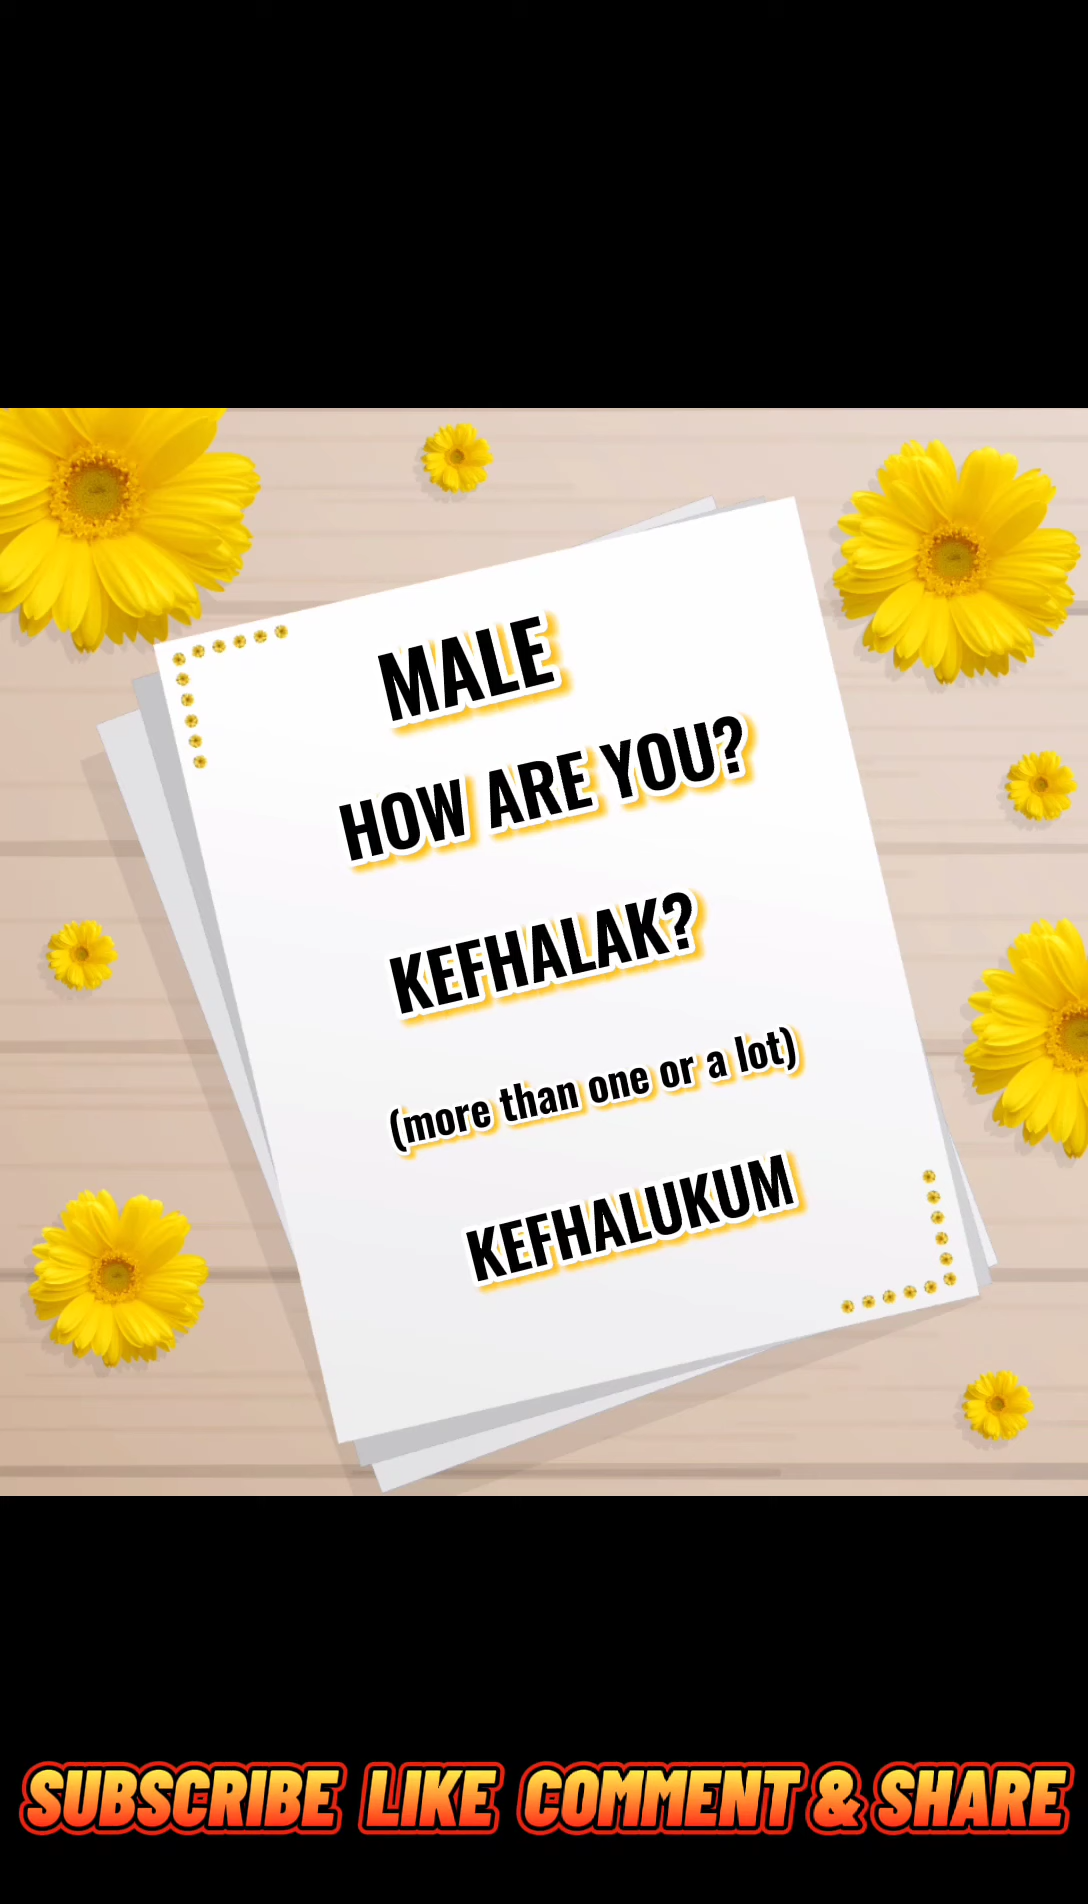 MALE
HOW ARE YOU?
KEFHALAK?
(more than one or a lot)
KEFHALUKUM
SUBSCRIBE LIKE COMMENT & SHARE